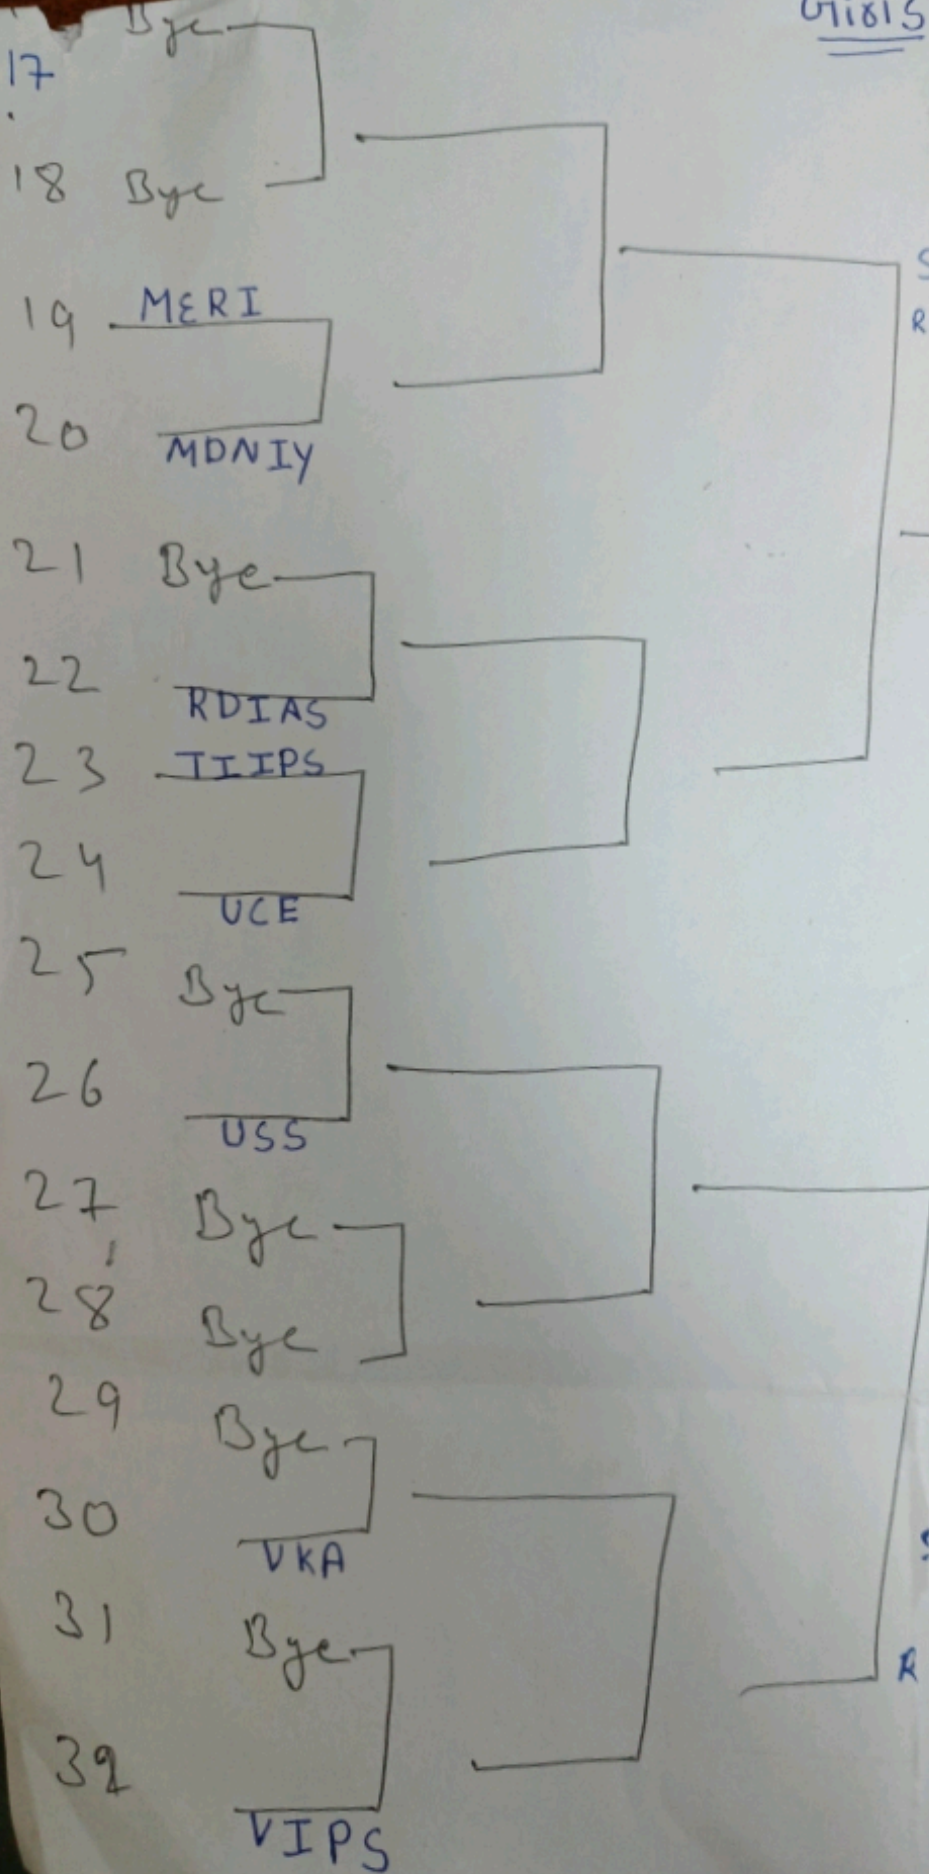 Bye
Girls
17
18 Bye
19 MERI
20 MDNIY
21 Bye
22 RDIAS
23 TIIPS
24 UCE
25 Bye
26 USS
27 Bye
28 Bye
29 Bye
30 VKA
31 Bye
32 VIPS
R
R